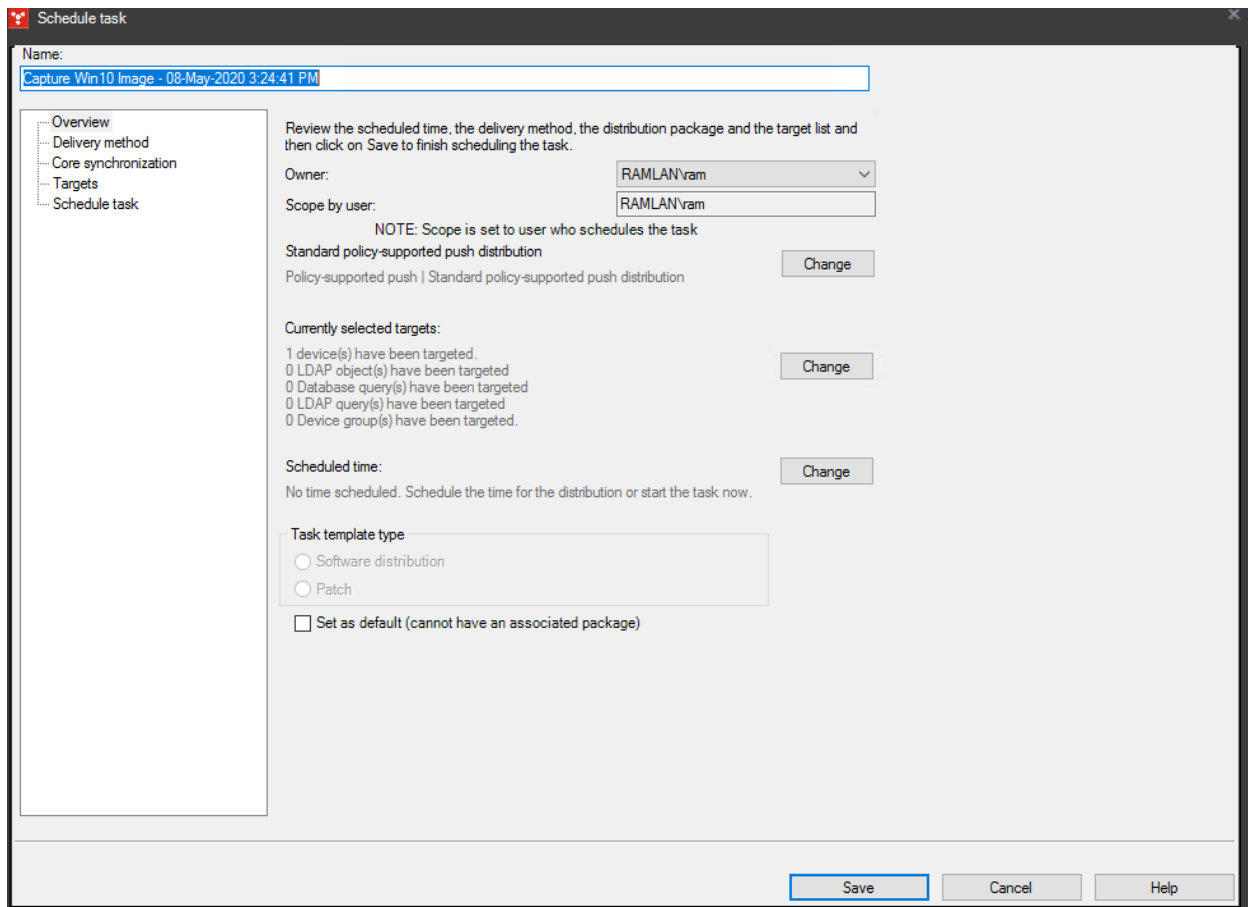 Schedule task
Name:
Capture Win10 Image - 08-May-2020 3:24:41 PM
Overview
Delivery method
Core synchronization
Targets
Schedule task
Review the scheduled time, the delivery method, the distribution package and the target list and
then click on Save to finish scheduling the task.
Owner:
RAMLAN\ram
Scope by user:
RAMLAN\ram
NOTE: Scope is set to user who schedules the task
Standard policy-supported push distribution
Change
Policy-supported push | Standard policy-supported push distribution
Currently selected targets:
1 device(s) have been targeted.
0 LDAP object(s) have been targeted
Change
0 Database query(s) have been targeted
0 LDAP query(s) have been targeted
0 Device group(s) have been targeted.
Scheduled time:
Change
No time scheduled. Schedule the time for the distribution or start the task now.
Task template type
Software distribution
Patch
Set as default (cannot have an associated package)
Save
Cancel
Help